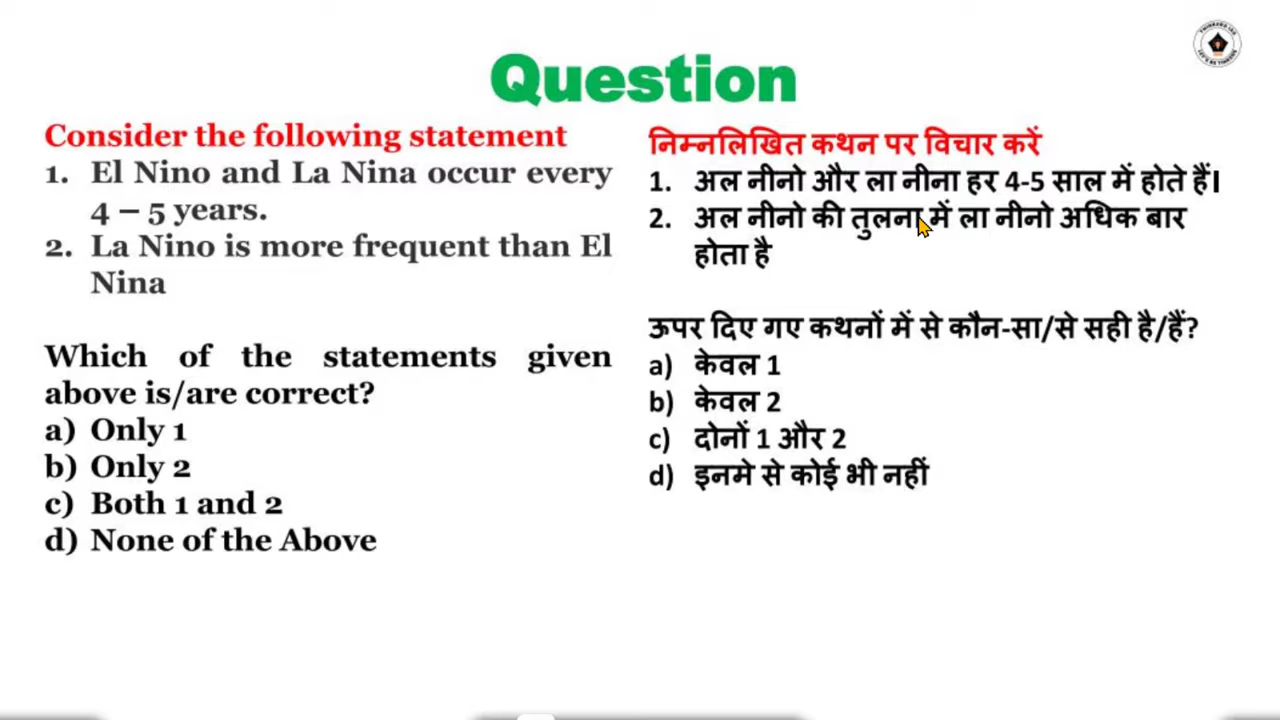 Question
Consider the following statement
1. El Nino and La Nina occur every
4 – 5 years.
2. La Nino is more frequent than El
Nina
Which of the statements given
above is/are correct?
a) Only 1
b) Only 2
c) Both 1 and 2
d) None of the Above
निम्नलिखित कथन पर विचार करें
1. अल नीनो और ला नीना हर 4-5 साल में होते हैं।
2. अल नीनो की तुलना में ला नीनो अधिक बार
होता है
ऊपर दिए गए कथनों में से कौन-सा/से सही है/हैं?
a) केवल 1
b) केवल 2
c) दोनों 1 और 2
d) इनमे से कोई भी नहीं